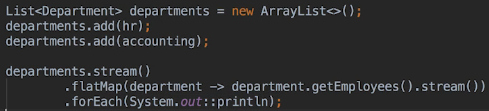 List<Department> departments = new ArrayList<>();
departments.add(hr);
departments.add(accounting);
departments.stream()
.flatMap(department -> department.getEmployees().stream())
.forEach(System.out::println);